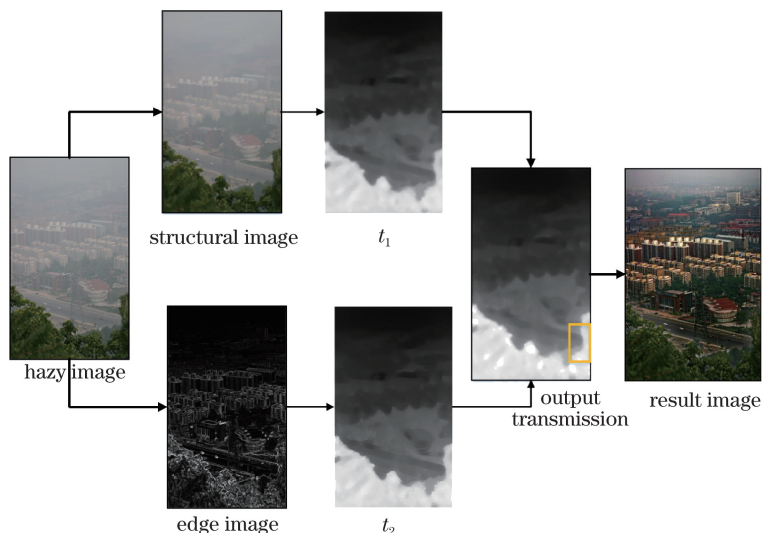 structural image
t₁
hazy image
output
transmission
result image
edge image
t₂